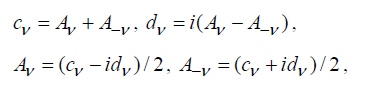 c_ν = A_ν + A_{−ν}, d_ν = i(A_ν − A_{−ν}),
A_ν = (c_ν − id_ν)/2, A_{−ν} = (c_ν + id_ν)/2,